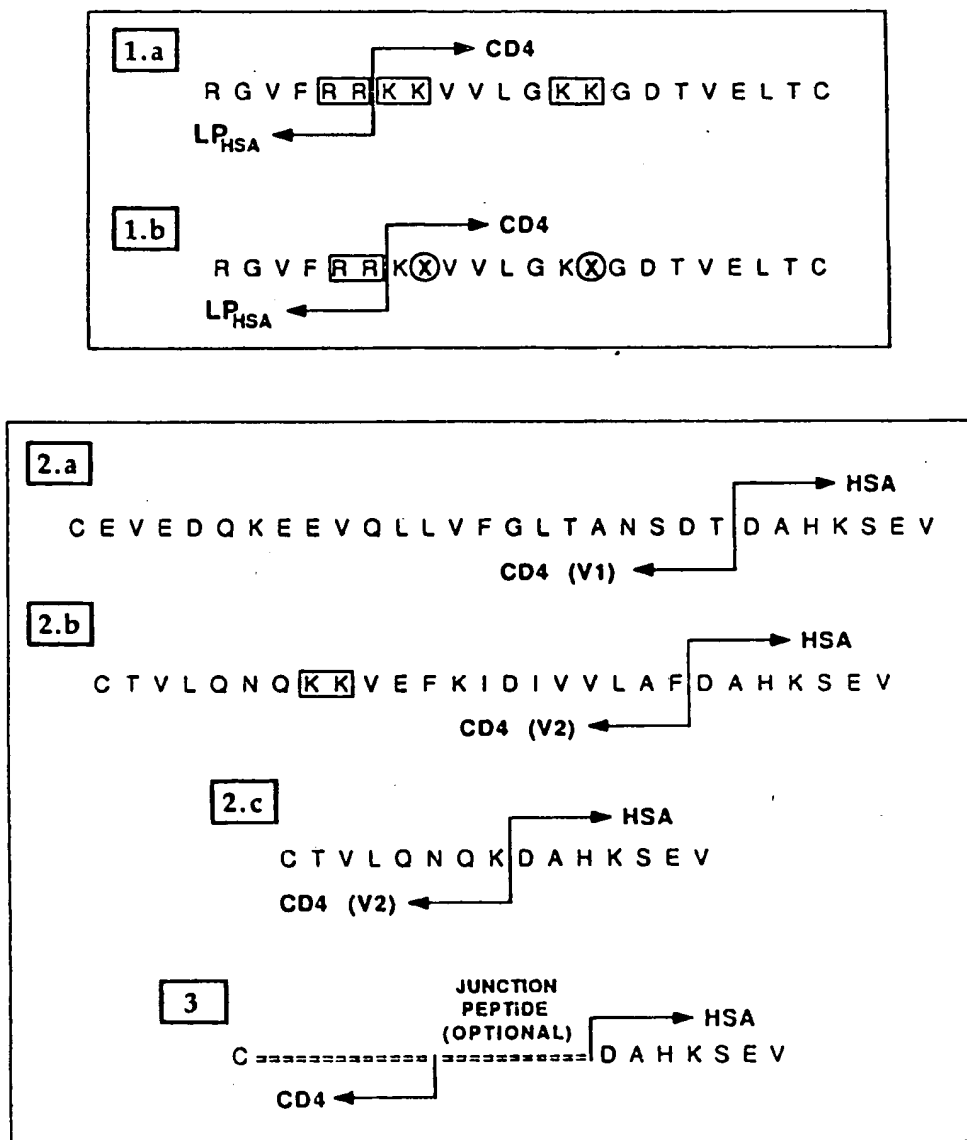 1.a
CD4
R G V F R R K K V V L G K K G D T V E L T C
LPHSA
1.b
CD4
R G V F R R K X V V L G K X G D T V E L T C
LPHSA
2.a
HSA
C E V E D Q K E E V Q L L V F G L T A N S D T D A H K S E V
CD4 (V1)
2.b
HSA
C T V L Q N Q K K V E F K I D I V V L A F D A H K S E V
CD4 (V2)
2.c
HSA
C T V L Q N Q K D A H K S E V
CD4 (V2)
3
JUNCTION
PEPTIDE
(OPTIONAL)
HSA
C ============ =========== D A H K S E V
CD4